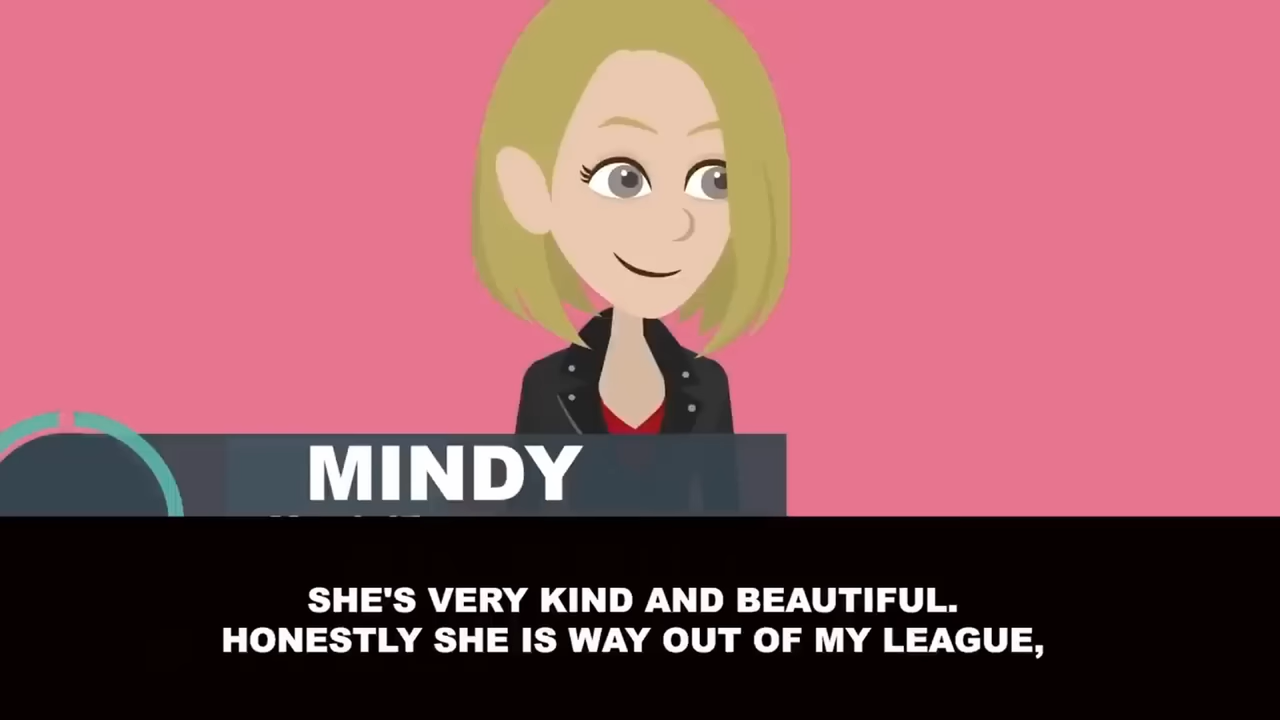 MINDY
SHE'S VERY KIND AND BEAUTIFUL.
HONESTLY SHE IS WAY OUT OF MY LEAGUE,